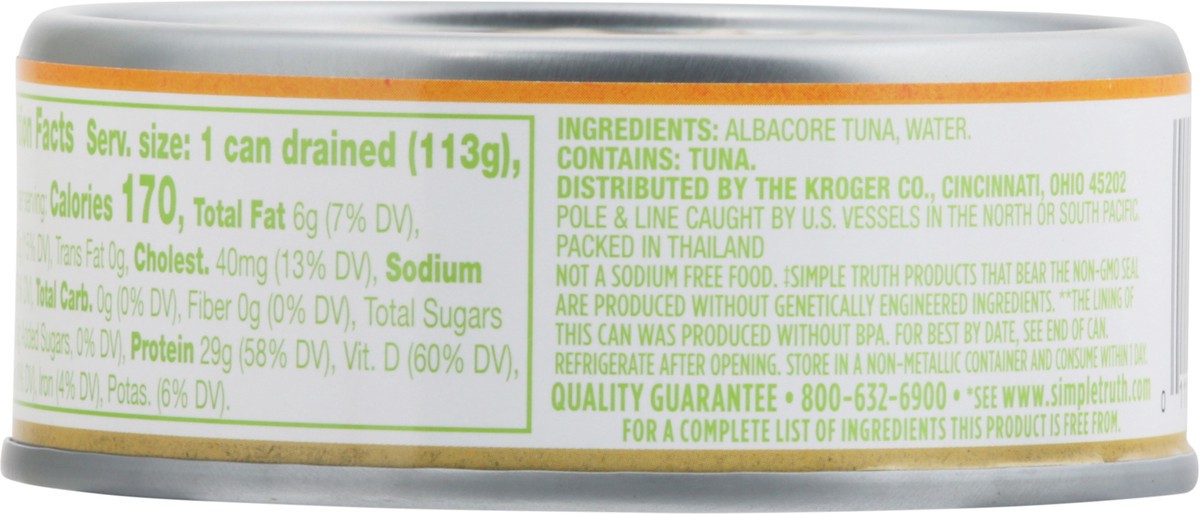 Facts Serv. size: 1 can drained (113g),
serving: Calories 170, Total Fat 6g (7% DV),
DV), Trans Fat 0g, Cholest. 40mg (13% DV), Sodium
Total Carb. 0g (0% DV), Fiber 0g (0% DV), Total Sugars
Sugars, 0% DV), Protein 29g (58% DV), Vit. D (60% DV),
DV), Iron (4% DV), Potas. (6% DV).
INGREDIENTS: ALBACORE TUNA, WATER.
CONTAINS: TUNA.
DISTRIBUTED BY THE KROGER CO., CINCINNATI, OHIO 45202
POLE & LINE CAUGHT BY U.S. VESSELS IN THE NORTH OR SOUTH PACIFIC.
PACKED IN THAILAND
NOT A SODIUM FREE FOOD. ‡SIMPLE TRUTH PRODUCTS THAT BEAR THE NON-GMO SEAL
ARE PRODUCED WITHOUT GENETICALLY ENGINEERED INGREDIENTS. **THE LINING OF
THIS CAN WAS PRODUCED WITHOUT BPA. FOR BEST BY DATE, SEE END OF CAN.
REFRIGERATE AFTER OPENING. STORE IN A NON-METALLIC CONTAINER AND CONSUME WITHIN 1 DAY.
QUALITY GUARANTEE • 800-632-6900 • *SEE www.simpletruth.com
FOR A COMPLETE LIST OF INGREDIENTS THIS PRODUCT IS FREE FROM.
0